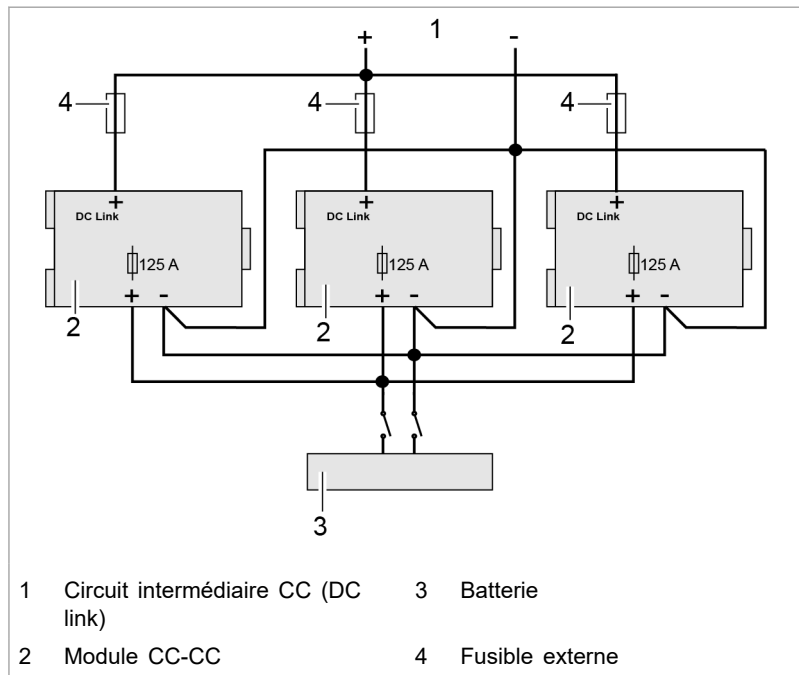 + 1 -
4 4 4
+ + +
DC Link DC Link DC Link
125 A 125 A 125 A
+ - + - + -
2 2 2
3
1 Circuit intermédiaire CC (DC link) 3 Batterie
2 Module CC-CC 4 Fusible externe